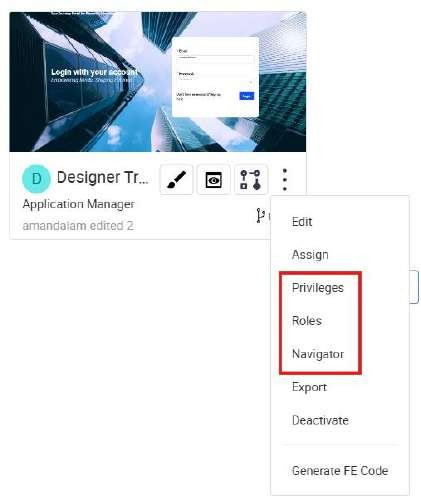 Login with your account
D
Designer Tr...
Application Manager
amandalam edited 2
Edit
Assign
Privileges
Roles
Navigator
Export
Deactivate
Generate FE Code